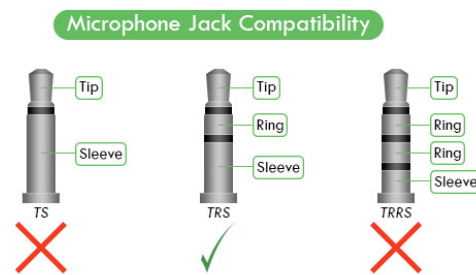 Microphone Jack Compatibility
Tip
Sleeve
TS
Tip
Ring
Sleeve
TRS
Tip
Ring
Ring
Sleeve
TRRS